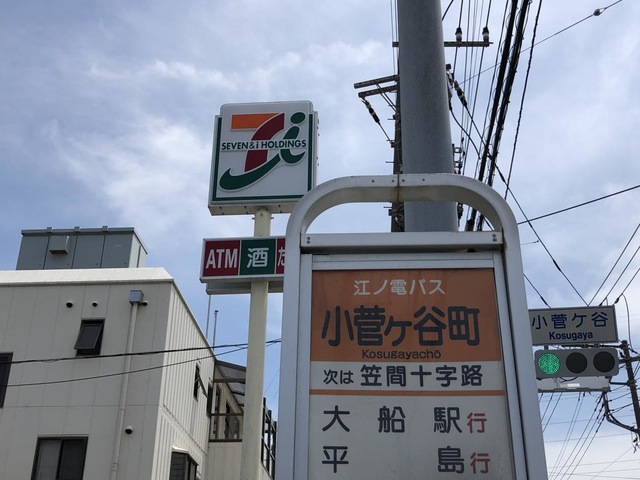 SEVEN & i HOLDINGS
ATM 酒 た
江ノ電バス
小菅ヶ谷町
Kosugayachō
次は 笠間十字路
大船駅行
平島行
小菅ケ谷
Kosugaya